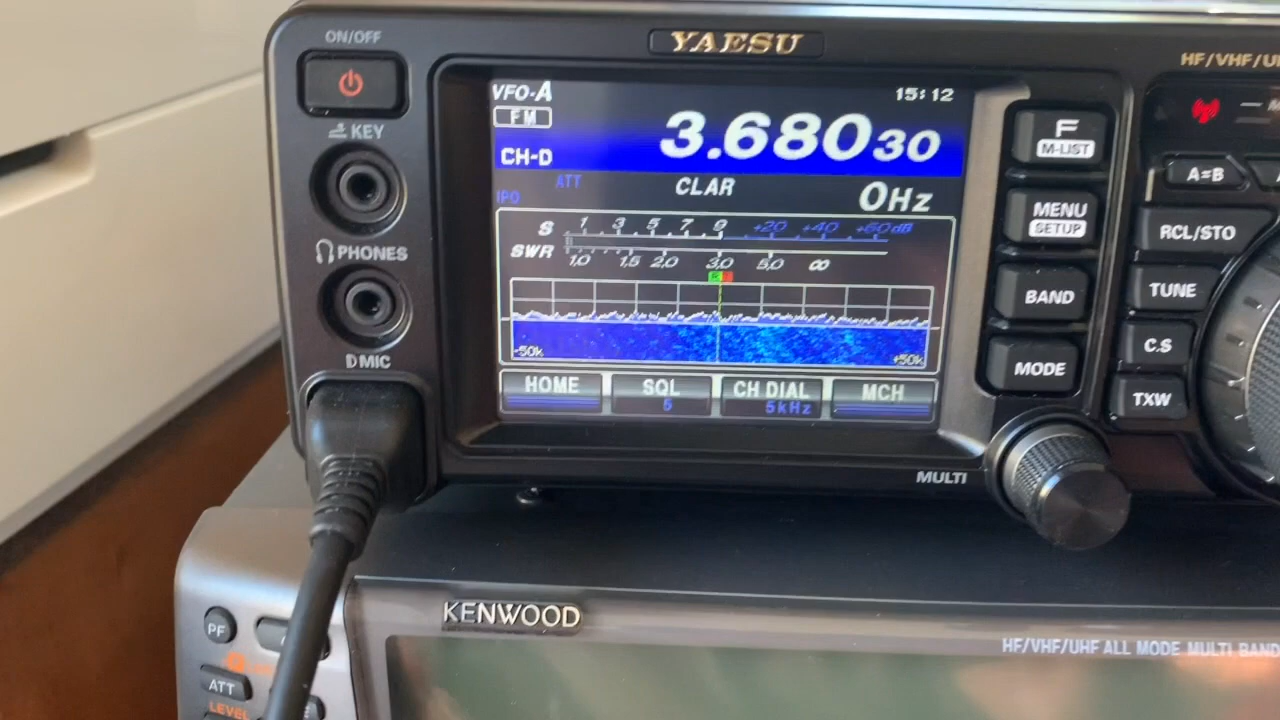 ON/OFF
YAESU
HF/VHF/U
KEY
PHONES
D MIC
VFO-A
15:12
FM
3.680 30
CH-D
ATT
IPO
CLAR
0Hz
S 1 3 5 7 9 +20 +40 +60dB
SWR 1.0 1.5 2.0 3.0 5.0 ∞
-50k
+50k
HOME
SQL
5
CH DIAL
5kHz
MCH
F
M-LIST
MENU
SETUP
BAND
MODE
A=B
RCL/STO
TUNE
C.S
TXW
MULTI
KENWOOD
HF/VHF/UHF ALL MODE MULTI BAND
PF
ATT
LEVEL